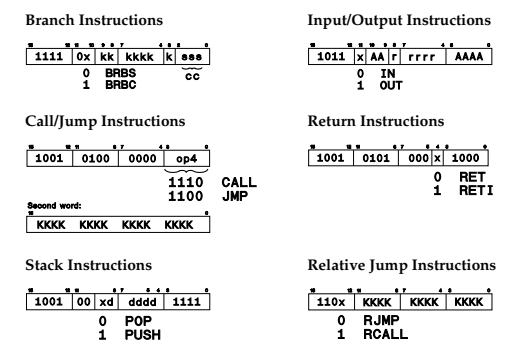 Branch Instructions
1111 0x kk kkkk k sss
0 BRBS
1 BRBC
cc
Input/Output Instructions
1011 x AA r rrrr AAAA
0 IN
1 OUT
Call/Jump Instructions
1001 0100 0000 op4
1110 CALL
1100 JMP
Second word:
KKKK KKKK KKKK KKKK
Return Instructions
1001 0101 000 x 1000
0 RET
1 RETI
Stack Instructions
1001 00 xd dddd 1111
0 POP
1 PUSH
Relative Jump Instructions
110x KKKK KKKK KKKK
0 RJMP
1 RCALL